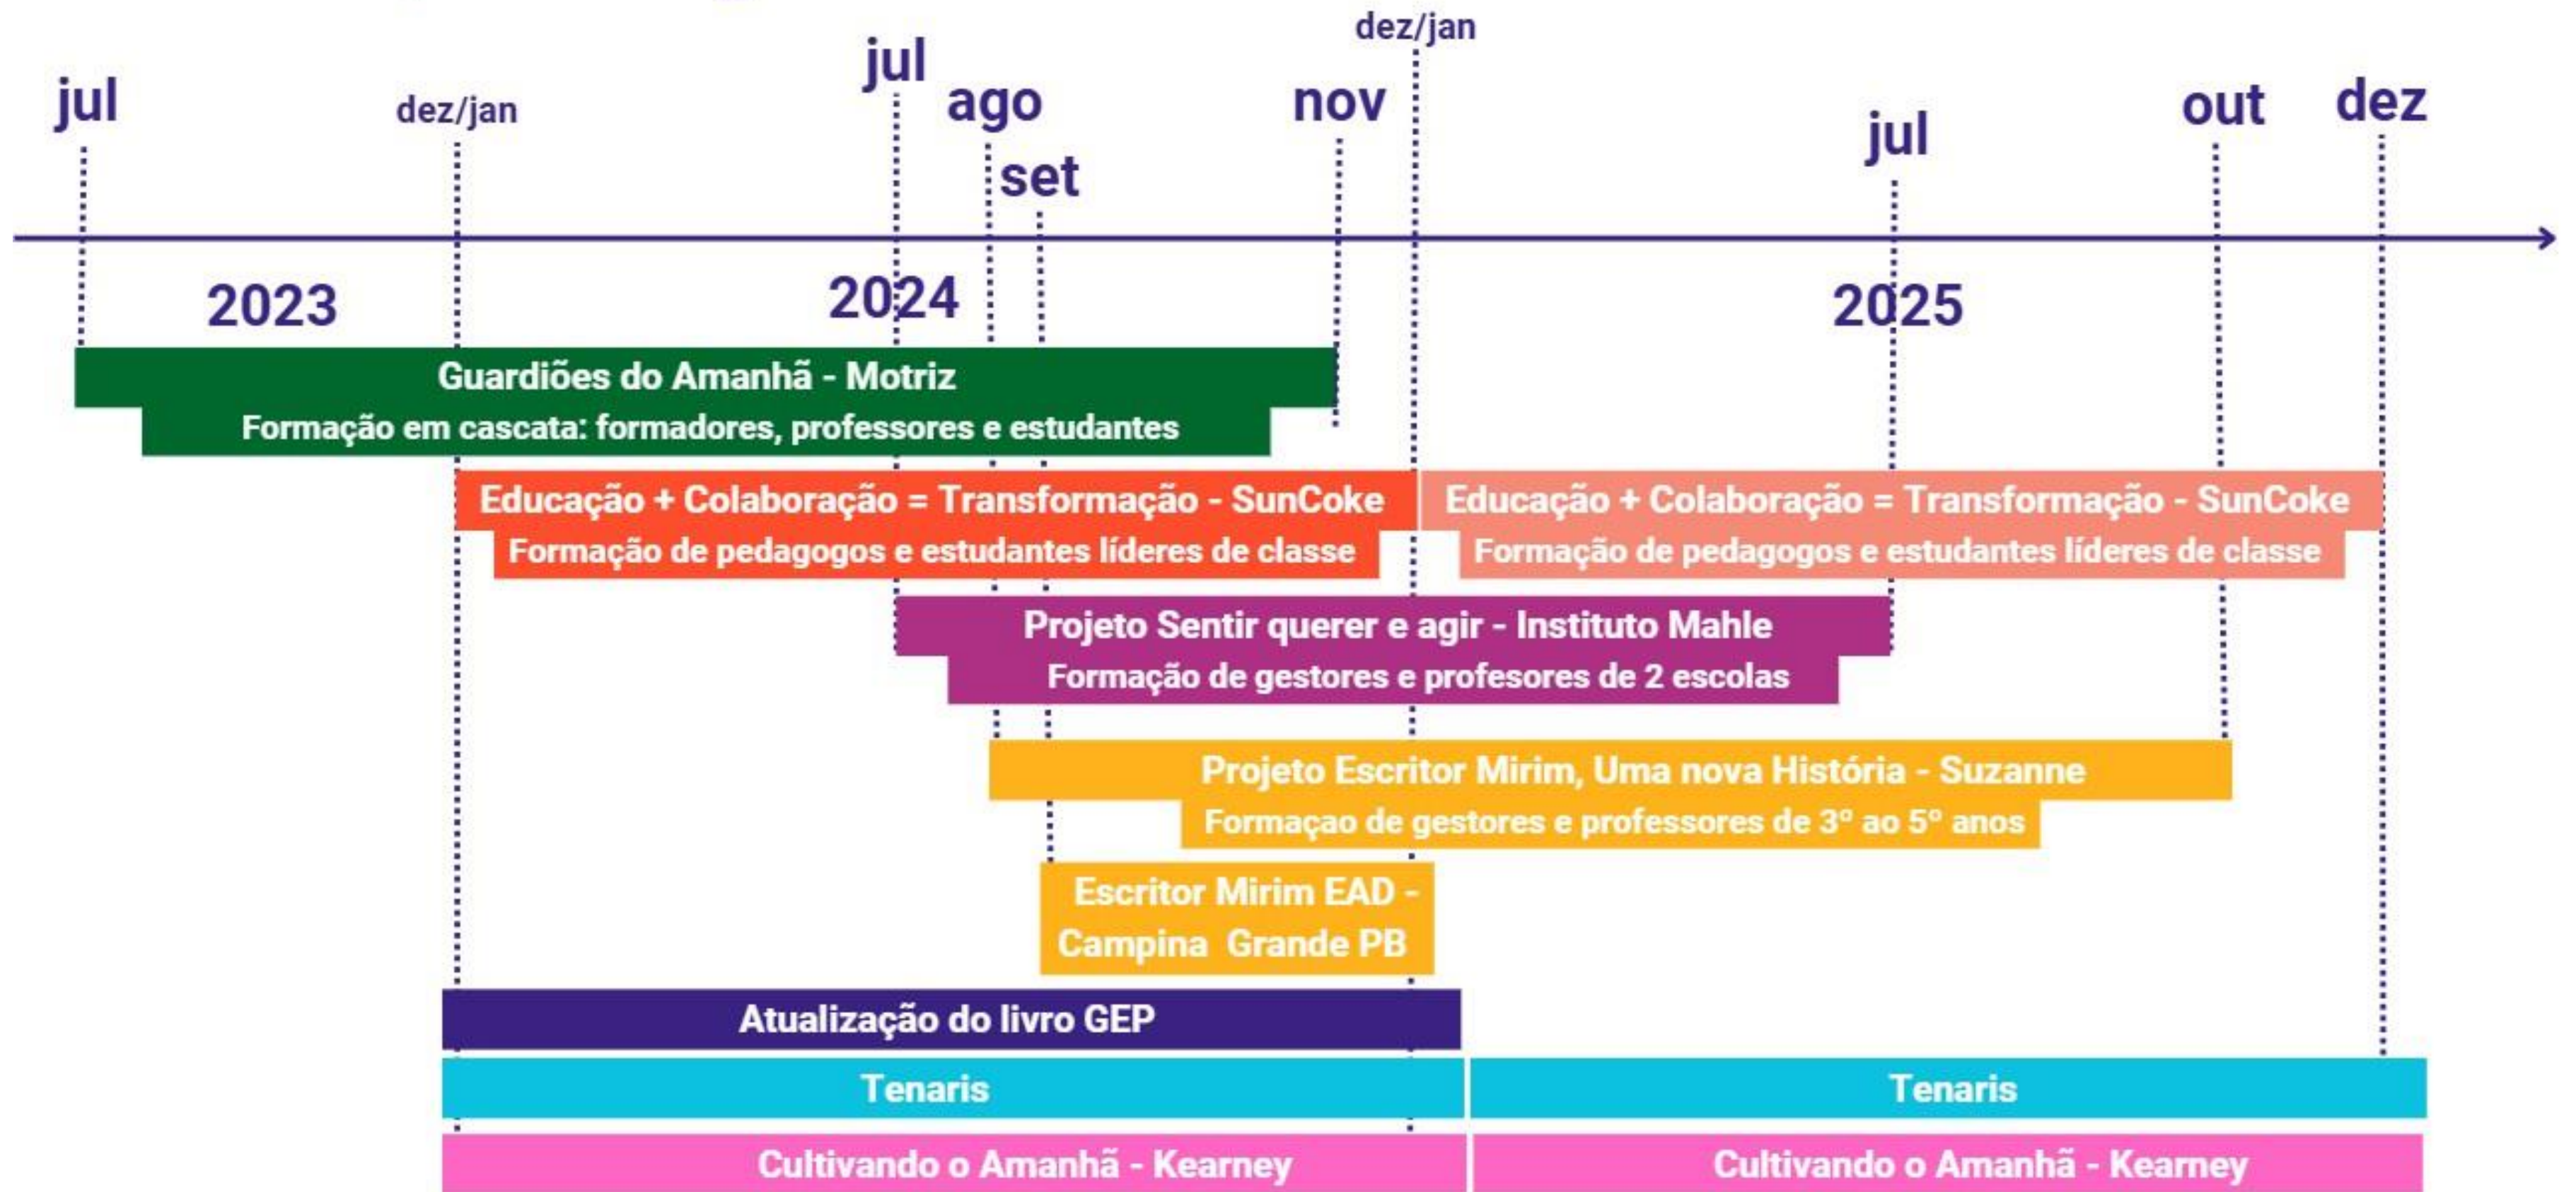 dez/jan
jul
jul
ago
nov
out
dez
dez/jan
jul
set
2023
2024
2025
Guardiões do Amanhã - Motriz
Formação em cascata: formadores, professores e estudantes
Educação + Colaboração = Transformação - SunCoke
Formação de pedagogos e estudantes líderes de classe
Educação + Colaboração = Transformação - SunCoke
Formação de pedagogos e estudantes líderes de classe
Projeto Sentir querer e agir - Instituto Mahle
Formação de gestores e profesores de 2 escolas
Projeto Escritor Mirim, Uma nova História - Suzanne
Formaçao de gestores e professores de 3º ao 5º anos
Escritor Mirim EAD -
Campina Grande PB
Atualização do livro GEP
Tenaris
Tenaris
Cultivando o Amanhã - Kearney
Cultivando o Amanhã - Kearney